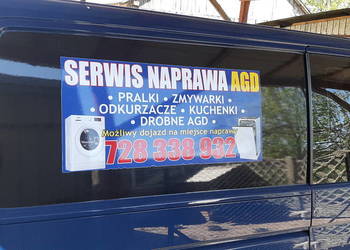 SERWIS NAPRAWA AGD
• PRALKI • ZMYWARKI •
• ODKURZACZE • KUCHENKI •
• DROBNE AGD •
Możliwy dojazd na miejsce naprawy
728 338 932